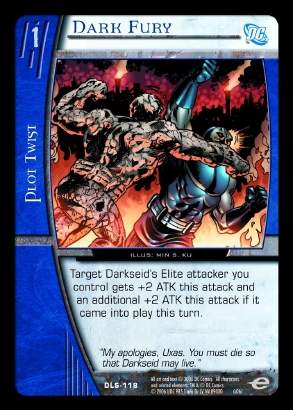 1
DARK FURY
DC
PLOT TWIST
ILLUS: MIN S. KU
Target Darkseid's Elite attacker you
control gets +2 ATK this attack and
an additional +2 ATK this attack if it
came into play this turn.
"My apologies, Uxas. You must die so
that Darkseid may live."
DLS-118